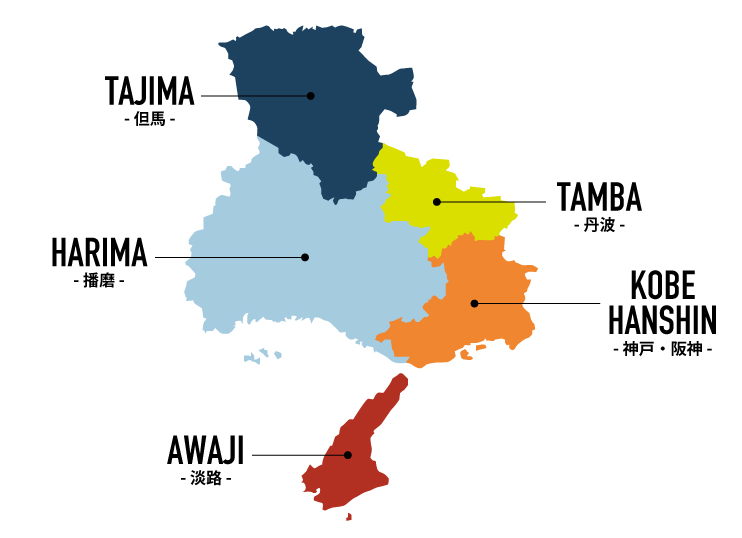 TAJIMA
- 但馬 -
TAMBA
- 丹波 -
HARIMA
- 播磨 -
KOBE
HANSHIN
- 神戸・阪神 -
AWAJI
- 淡路 -